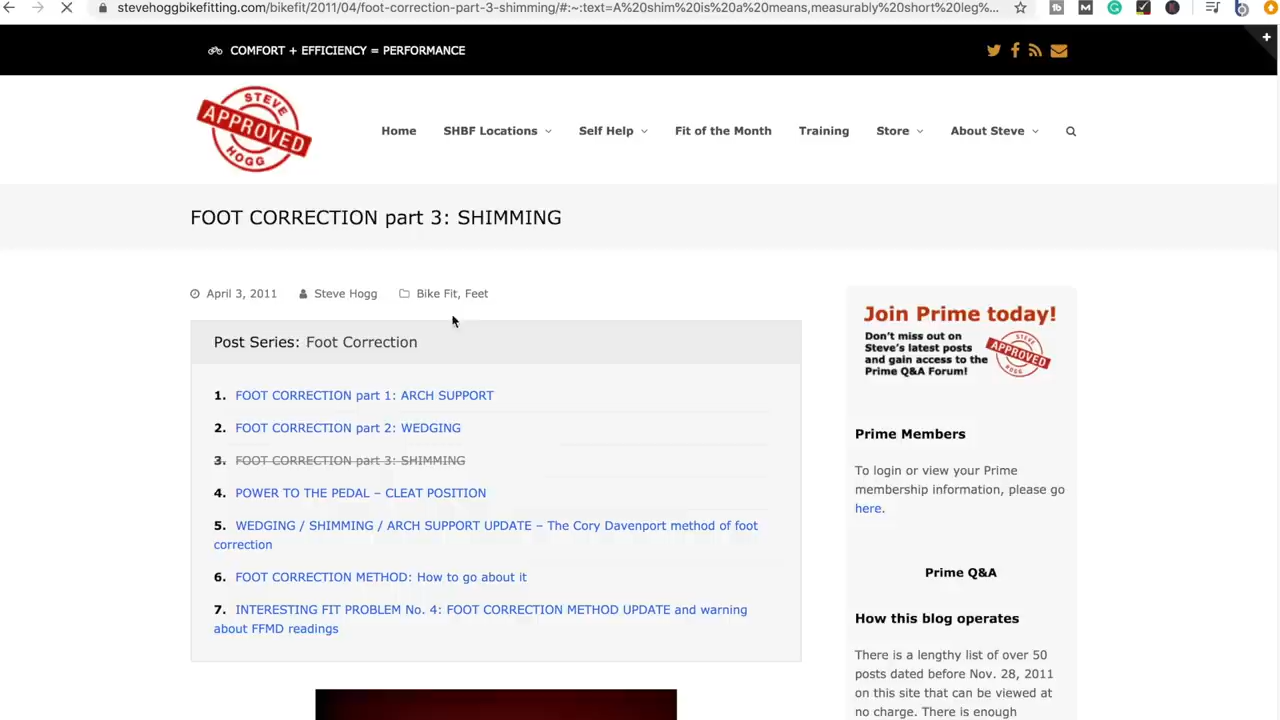 stevehoggbikefitting.com/bikefit/2011/04/foot-correction-part-3-shimming/#:~:text=A%20shim%20is%20a%20means,measurably%20short%20leg%...
COMFORT + EFFICIENCY = PERFORMANCE
STEVE
APPROVED
HOGG
Home
SHBF Locations
Self Help
Fit of the Month
Training
Store
About Steve
FOOT CORRECTION part 3: SHIMMING
April 3, 2011
Steve Hogg
Bike Fit, Feet
Post Series: Foot Correction
1. FOOT CORRECTION part 1: ARCH SUPPORT
2. FOOT CORRECTION part 2: WEDGING
3. FOOT CORRECTION part 3: SHIMMING
4. POWER TO THE PEDAL – CLEAT POSITION
5. WEDGING / SHIMMING / ARCH SUPPORT UPDATE – The Cory Davenport method of foot
correction
6. FOOT CORRECTION METHOD: How to go about it
7. INTERESTING FIT PROBLEM No. 4: FOOT CORRECTION METHOD UPDATE and warning
about FFMD readings
Join Prime today!
Don't miss out on
Steve's latest posts
and gain access to the
Prime Q&A Forum!
APPROVED
Prime Members
To login or view your Prime
membership information, please go
here.
Prime Q&A
How this blog operates
There is a lengthy list of over 50
posts dated before Nov. 28, 2011
on this site that can be viewed at
no charge. There is enough